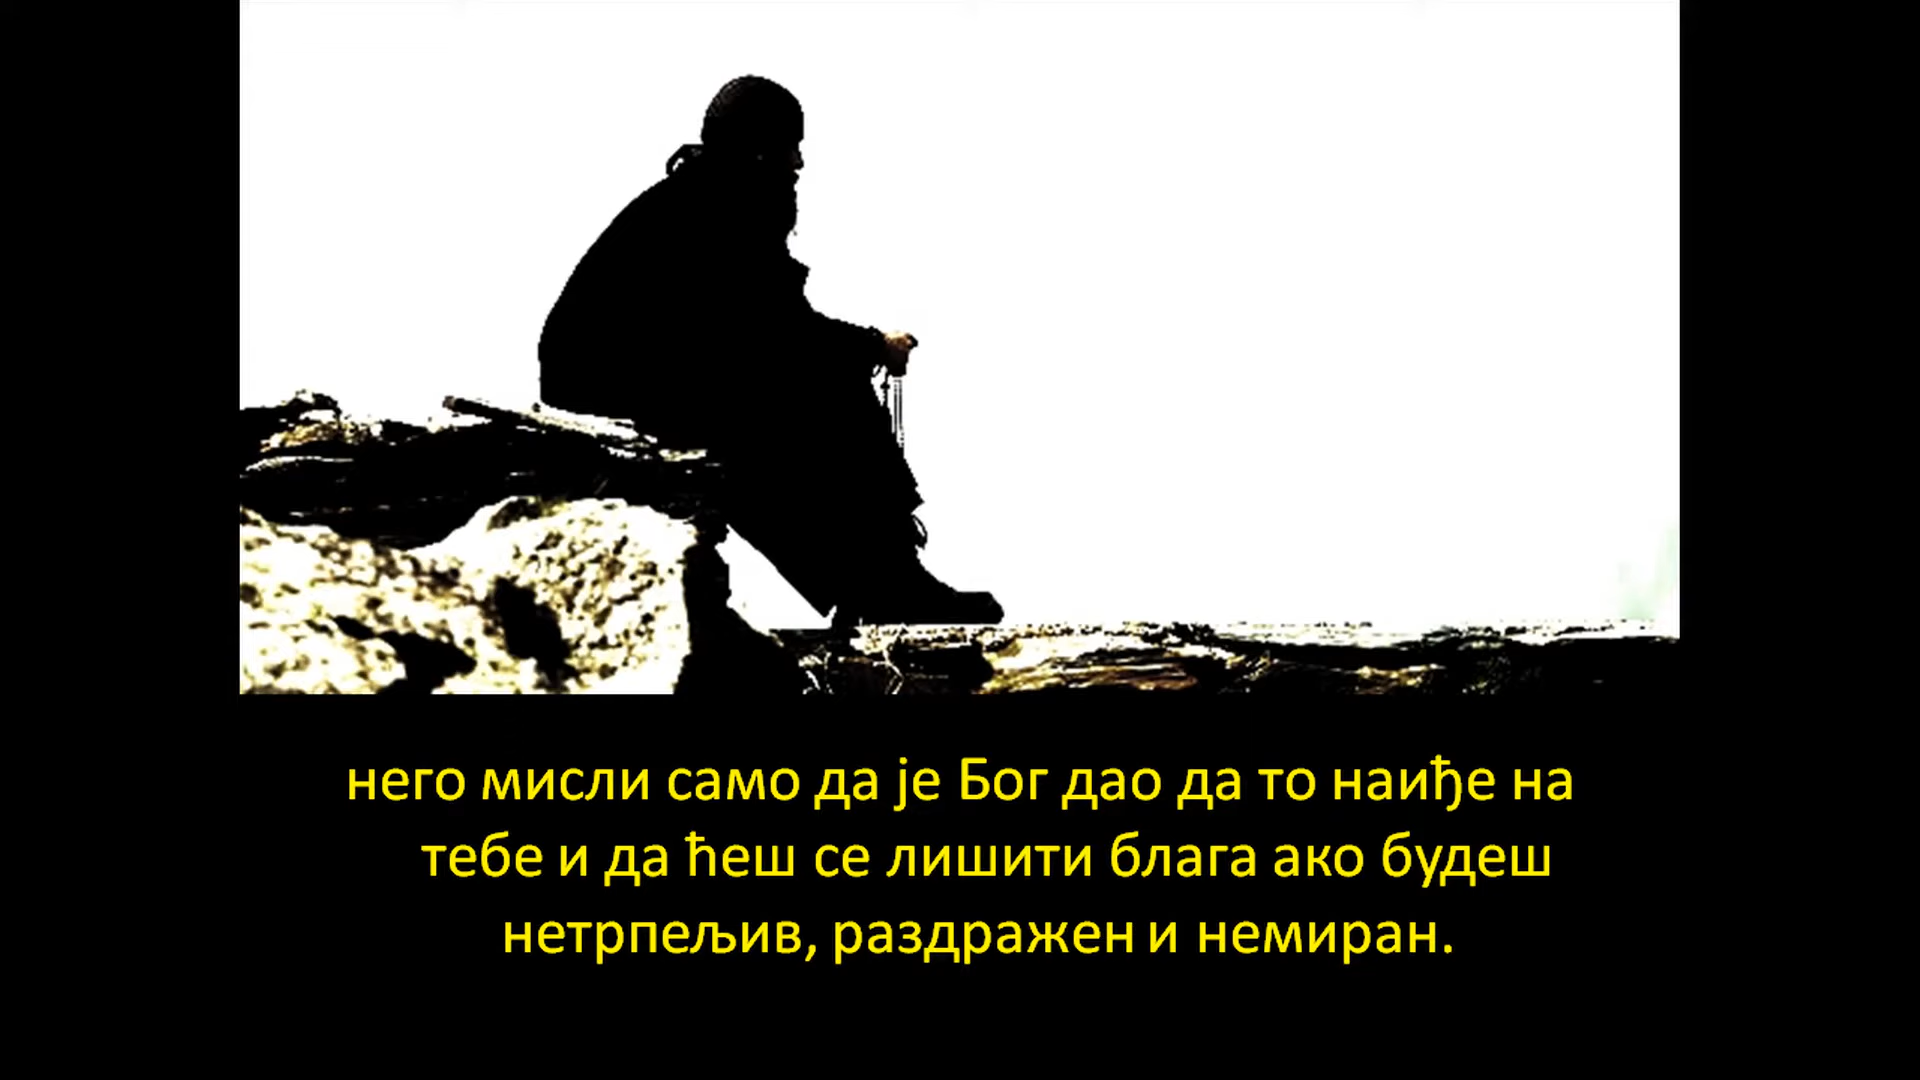 него мисли само да је Бог дао да то наиђе на
тебе и да ћеш се лишити блага ако будеш
нетрпељив, раздражен и немиран.